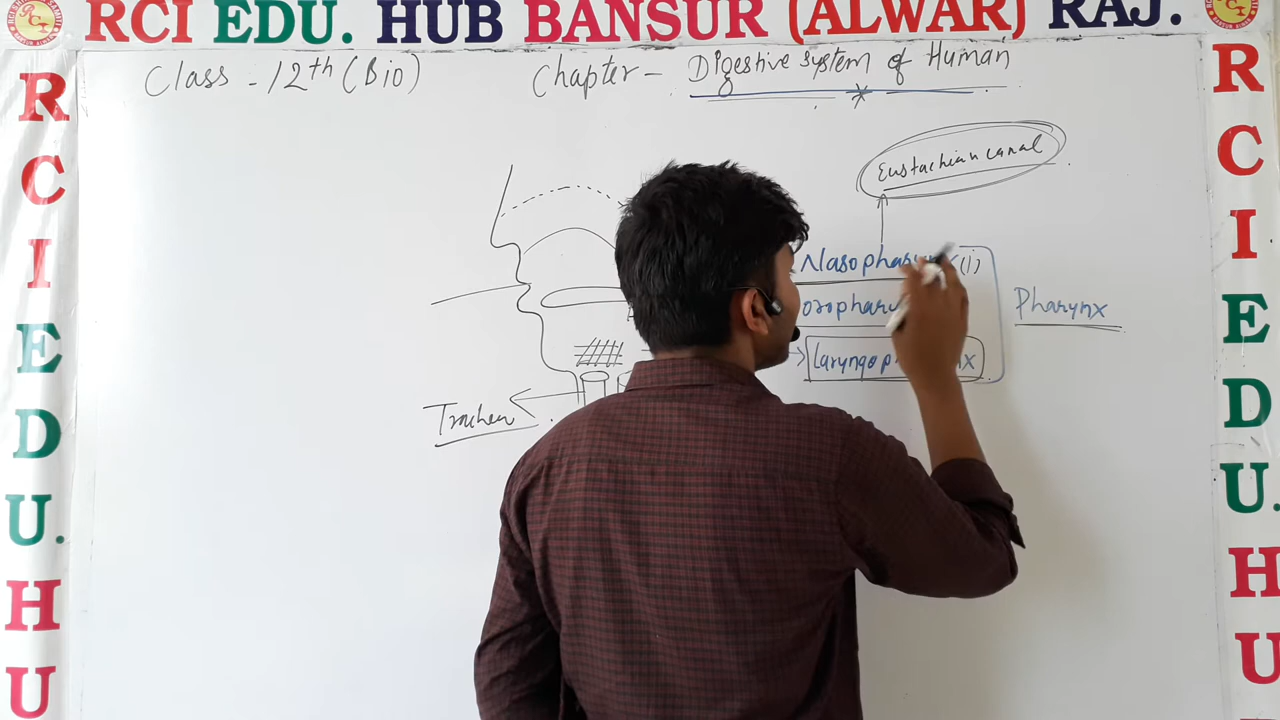 RCI EDU. HUB BANSUR (ALWAR) RAJ.
Class - 12th (Bio)
Chapter - Digestive system of Human
Eustachian canal
Nasopharynx (i)
Pharynx
Laryngopharynx
Trachea
R
C
I
E
D
U.
H
U
R
C
I
E
D
U.
H
U